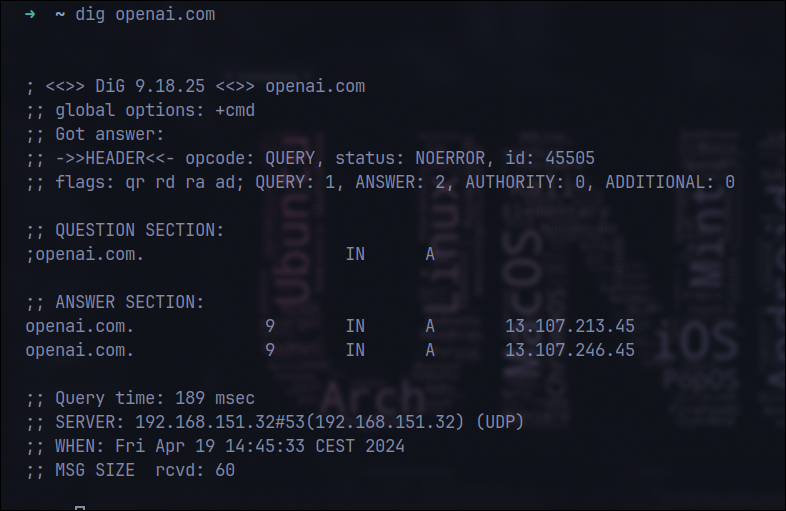 ➜  ~ dig openai.com
; <<>> DiG 9.18.25 <<>> openai.com
;; global options: +cmd
;; Got answer:
;; ->>HEADER<<- opcode: QUERY, status: NOERROR, id: 45505
;; flags: qr rd ra ad; QUERY: 1, ANSWER: 2, AUTHORITY: 0, ADDITIONAL: 0
;; QUESTION SECTION:
;openai.com.                    IN      A
;; ANSWER SECTION:
openai.com.             9       IN      A       13.107.213.45
openai.com.             9       IN      A       13.107.246.45
;; Query time: 189 msec
;; SERVER: 192.168.151.32#53(192.168.151.32) (UDP)
;; WHEN: Fri Apr 19 14:45:33 CEST 2024
;; MSG SIZE  rcvd: 60
Ubuntu
Linux
MacOS
Mint
Android
iOS
PopOS
Arch